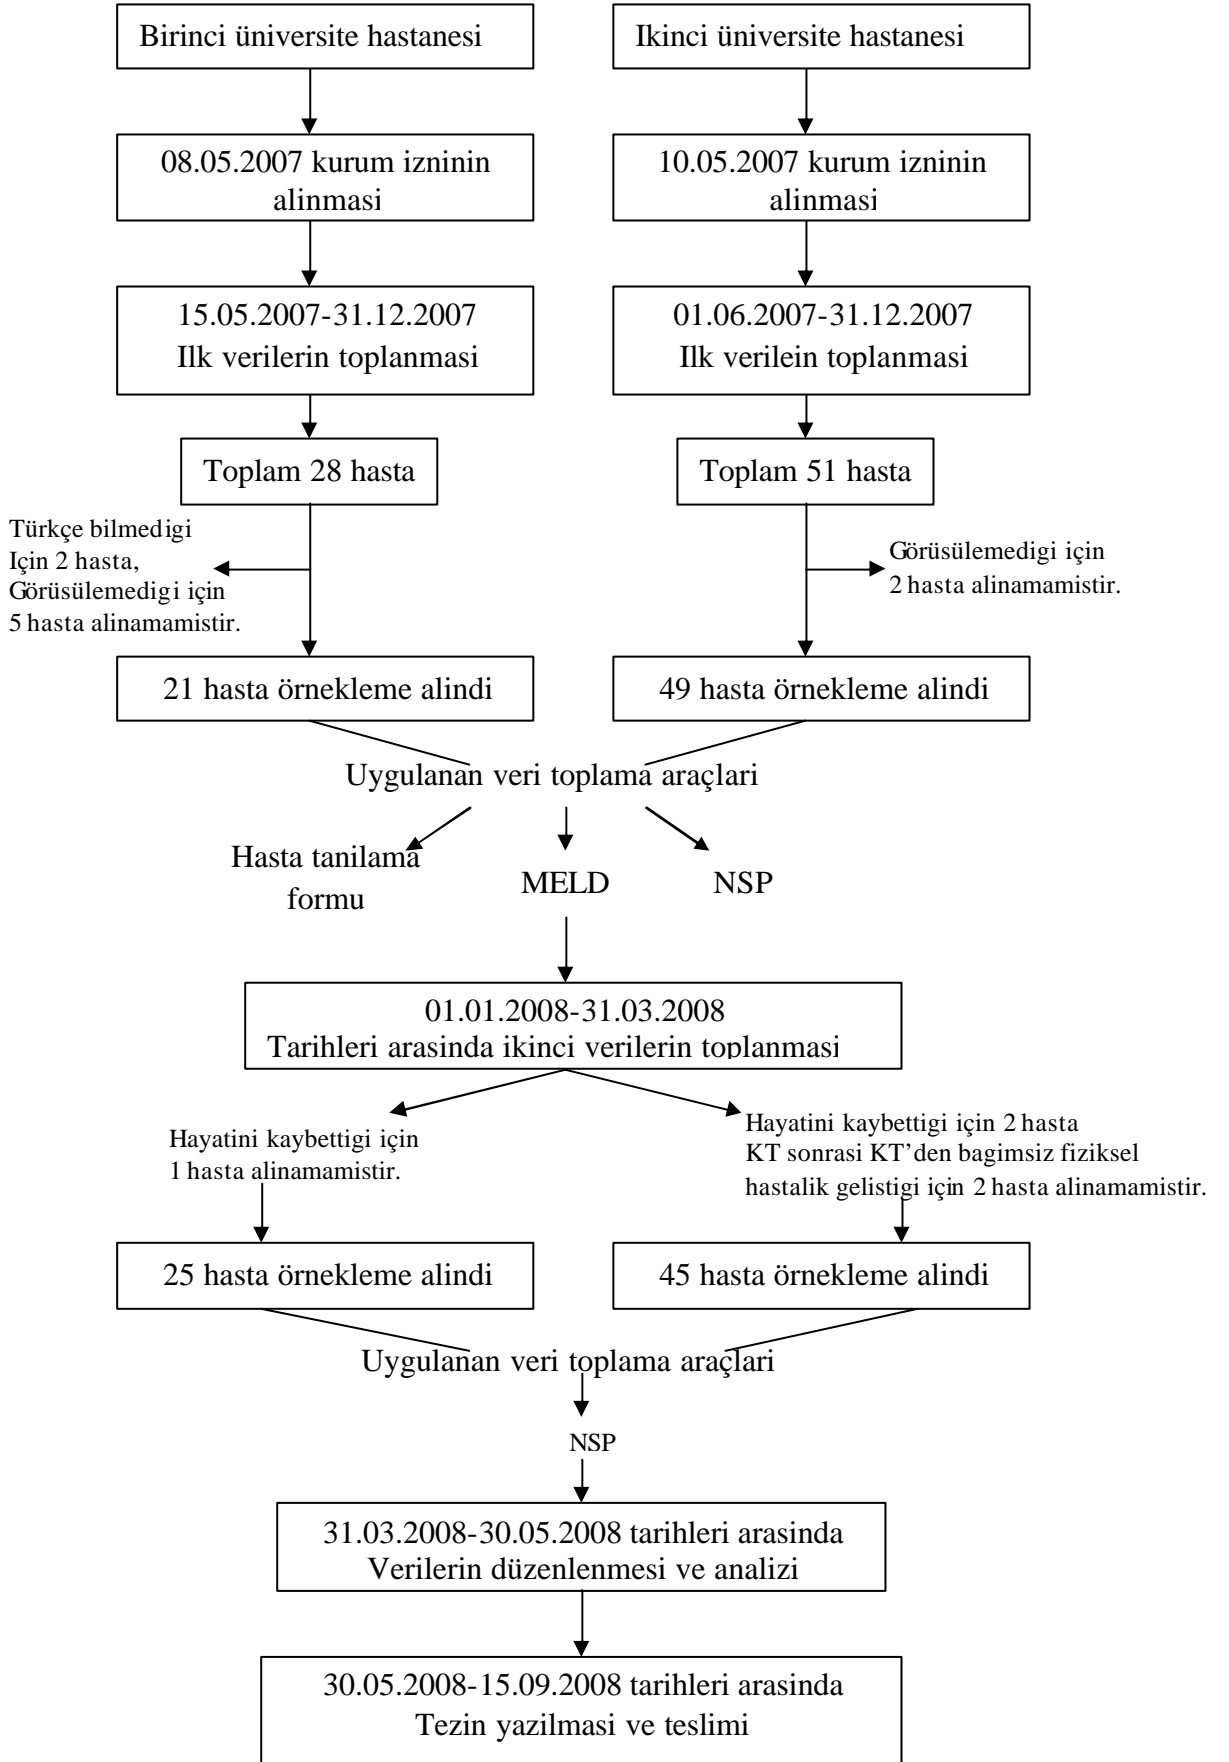 Birinci üniversite hastanesi
Ikinci üniversite hastanesi
08.05.2007 kurum izninin
alinmasi
10.05.2007 kurum izninin
alinmasi
15.05.2007-31.12.2007
Ilk verilerin toplanmasi
01.06.2007-31.12.2007
Ilk verilein toplanmasi
Toplam 28 hasta
Toplam 51 hasta
Türkçe bilmedigi
Için 2 hasta,
Görüsülemedigi için
5 hasta alinamamistir.
Görüsülemedigi için
2 hasta alinamamistir.
21 hasta örnekleme alindi
49 hasta örnekleme alindi
Uygulanan veri toplama araçlari
Hasta tanilama
formu
MELD
NSP
01.01.2008-31.03.2008
Tarihleri arasinda ikinci verilerin toplanmasi
Hayatini kaybettigi için
1 hasta alinamamistir.
Hayatini kaybettigi için 2 hasta
KT sonrasi KT’den bagimsiz fiziksel
hastalik gelistigi için 2 hasta alinamamistir.
25 hasta örnekleme alindi
45 hasta örnekleme alindi
Uygulanan veri toplama araçlari
NSP
31.03.2008-30.05.2008 tarihleri arasinda
Verilerin düzenlenmesi ve analizi
30.05.2008-15.09.2008 tarihleri arasinda
Tezin yazilmasi ve teslimi